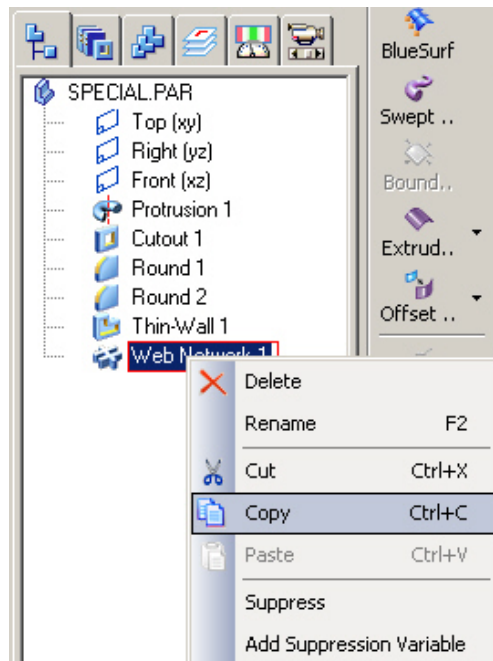 SPECIAL.PAR
Top (xy)
Right (yz)
Front (xz)
Protrusion 1
Cutout 1
Round 1
Round 2
Thin-Wall 1
Web Network 1
BlueSurf
Swept ..
Bound..
Extrud..
Offset ..
Delete
Rename F2
Cut Ctrl+X
Copy Ctrl+C
Paste Ctrl+V
Suppress
Add Suppression Variable